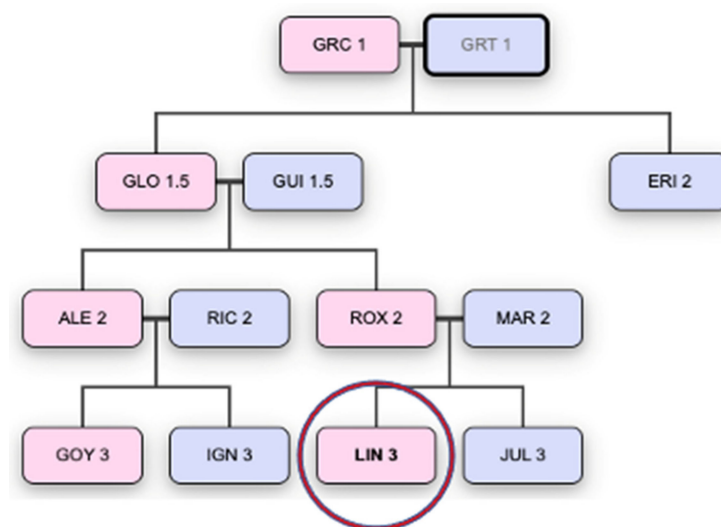 GRC 1
GRT 1
GLO 1.5
GUI 1.5
ERI 2
ALE 2
RIC 2
ROX 2
MAR 2
GOY 3
IGN 3
LIN 3
JUL 3